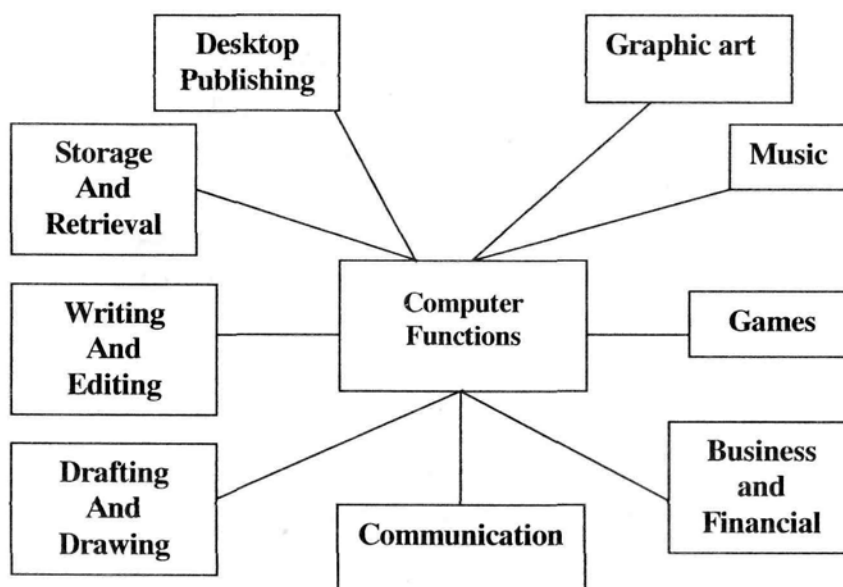 Desktop
Publishing
Graphic art
Storage
And
Retrieval
Music
Computer
Functions
Writing
And
Editing
Games
Drafting
And
Drawing
Communication
Business
and
Financial